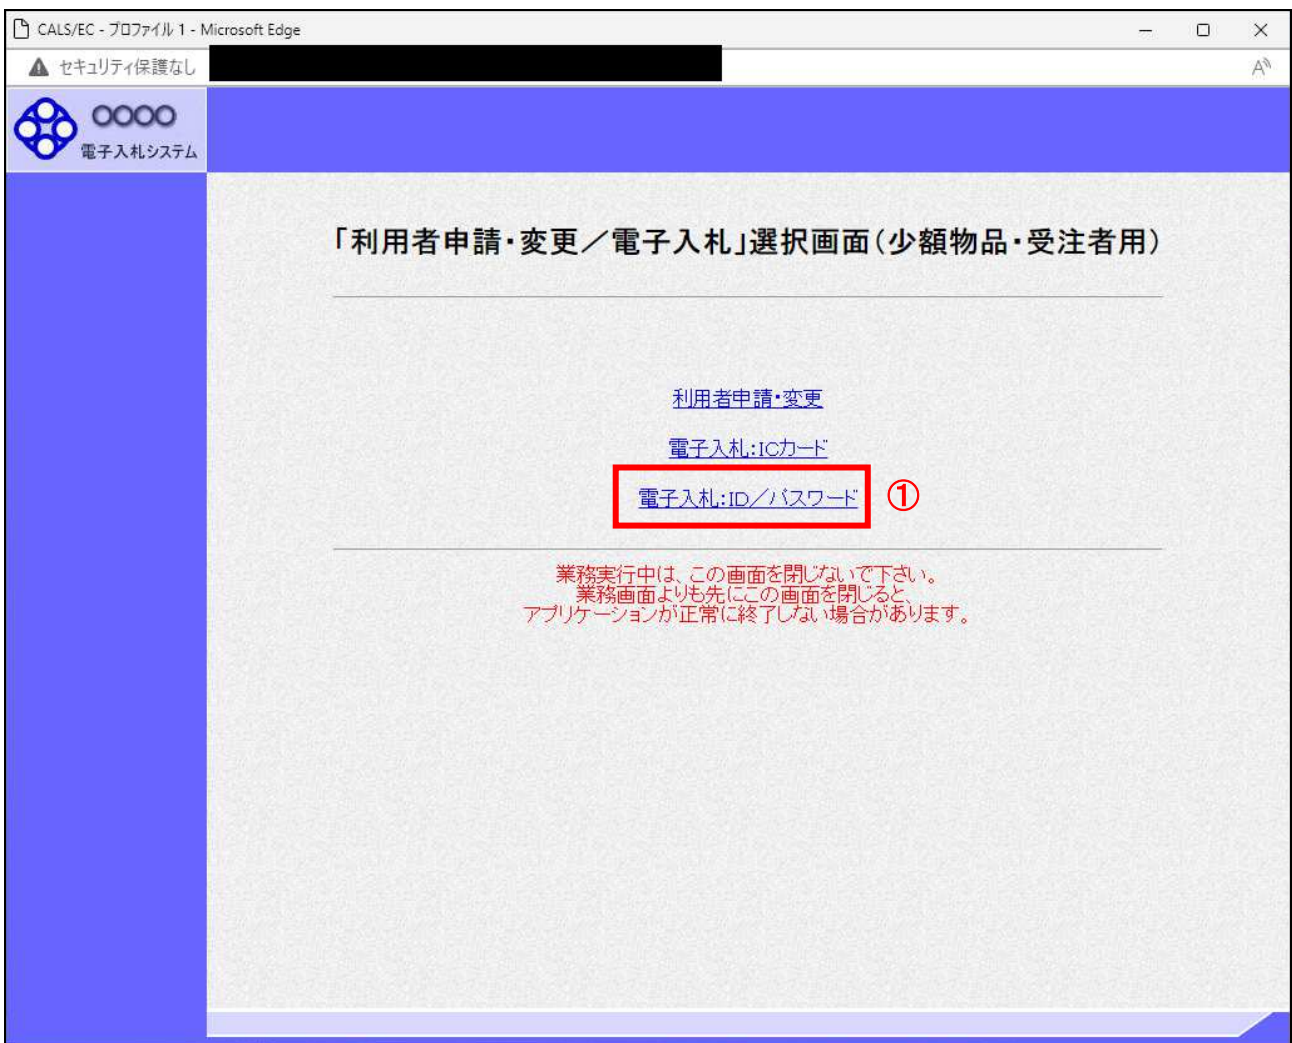 CALS/EC - プロファイル 1 - Microsoft Edge
セキュリティ保護なし
A
○○○○
電子入札システム
「利用者申請・変更／電子入札」選択画面（少額物品・受注者用）
利用者申請・変更
電子入札：ICカード
電子入札：ID／パスワード
①
業務実行中は、この画面を閉じないで下さい。
業務画面よりも先にこの画面を閉じると、
アプリケーションが正常に終了しない場合があります。